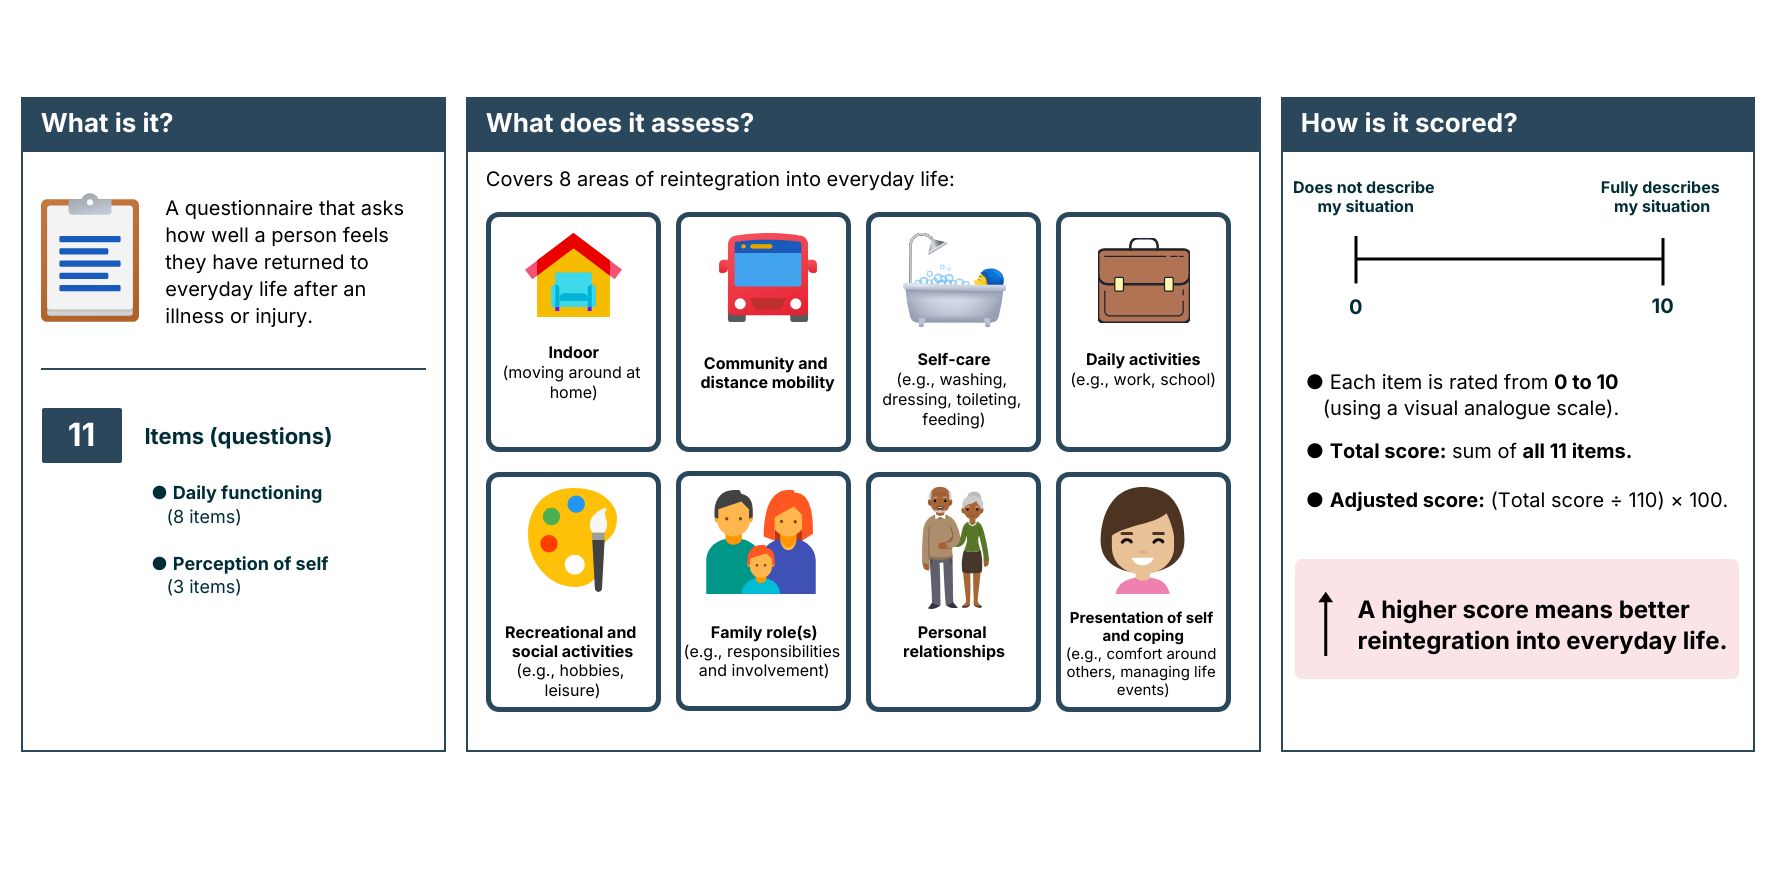 What is it?
A questionnaire that asks
how well a person feels
they have returned to
everyday life after an
illness or injury.
11
Items (questions)
● Daily functioning
(8 items)
● Perception of self
(3 items)
What does it assess?
Covers 8 areas of reintegration into everyday life:
Indoor
(moving around at
home)
Community and
distance mobility
Self-care
(e.g., washing,
dressing, toileting,
feeding)
Daily activities
(e.g., work, school)
Recreational and
social activities
(e.g., hobbies,
leisure)
Family role(s)
(e.g., responsibilities
and involvement)
Personal
relationships
Presentation of self
and coping
(e.g., comfort around
others, managing life
events)
How is it scored?
Does not describe
my situation
Fully describes
my situation
0
10
● Each item is rated from 0 to 10
(using a visual analogue scale).
● Total score: sum of all 11 items.
● Adjusted score: (Total score ÷ 110) × 100.
A higher score means better
reintegration into everyday life.